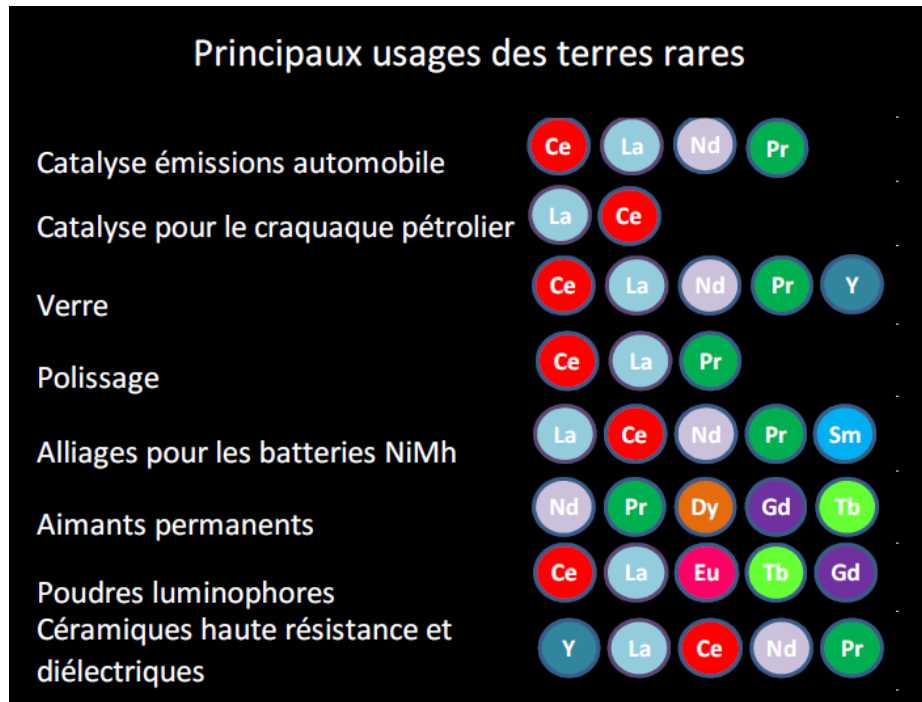 Principaux usages des terres rares
Catalyse émissions automobile Ce La Nd Pr
Catalyse pour le craquaque pétrolier La Ce
Verre Ce La Nd Pr Y
Polissage Ce La Pr
Alliages pour les batteries NiMh La Ce Nd Pr Sm
Aimants permanents Nd Pr Dy Gd Tb
Poudres luminophores Ce La Eu Tb Gd
Céramiques haute résistance et
diélectriques Y La Ce Nd Pr